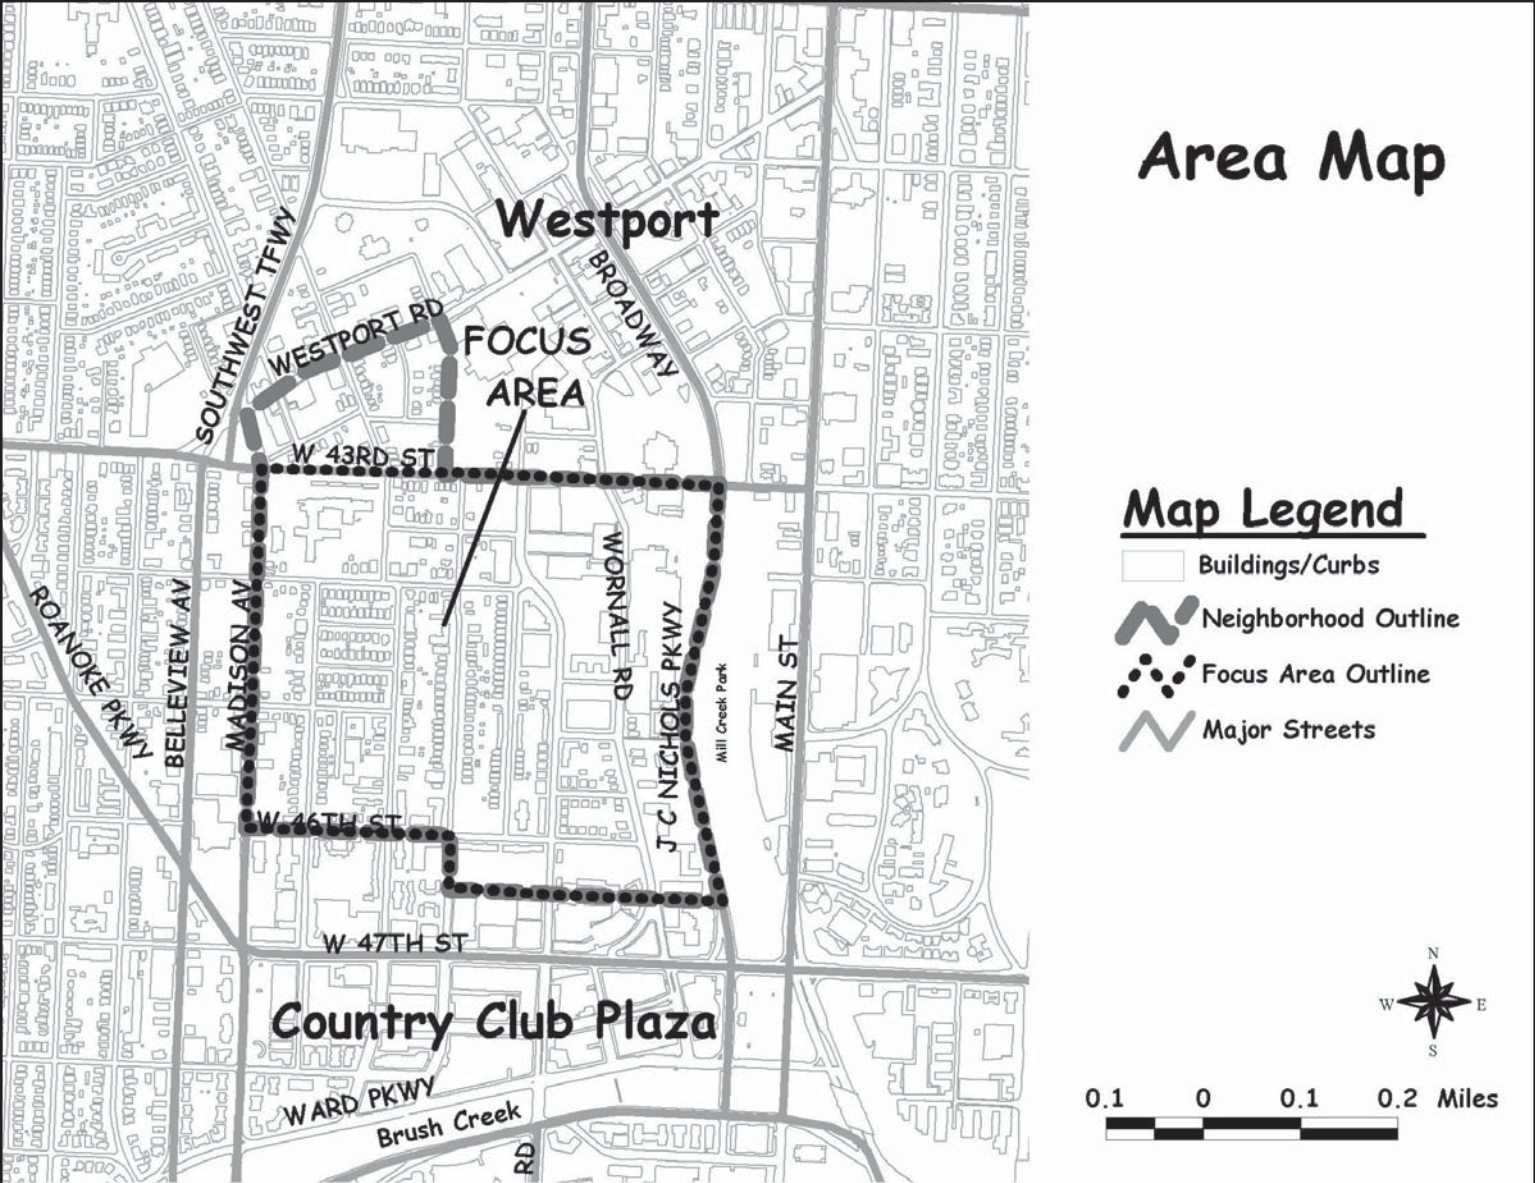 Area Map
Westport
SOUTHWEST TFWY
BROADWAY
WESTPORT RD
FOCUS
AREA
W 43RD ST
ROANOKE PKWY
BELLEVIEW AV
MADISON AV
WORNALL RD
J C NICHOLS PKWY
Mill Creek Park
MAIN ST
W 46TH ST
W 47TH ST
Country Club Plaza
WARD PKWY
Brush Creek
RD
Map Legend
Buildings/Curbs
Neighborhood Outline
Focus Area Outline
Major Streets
N
W E
S
0.1 0 0.1 0.2 Miles